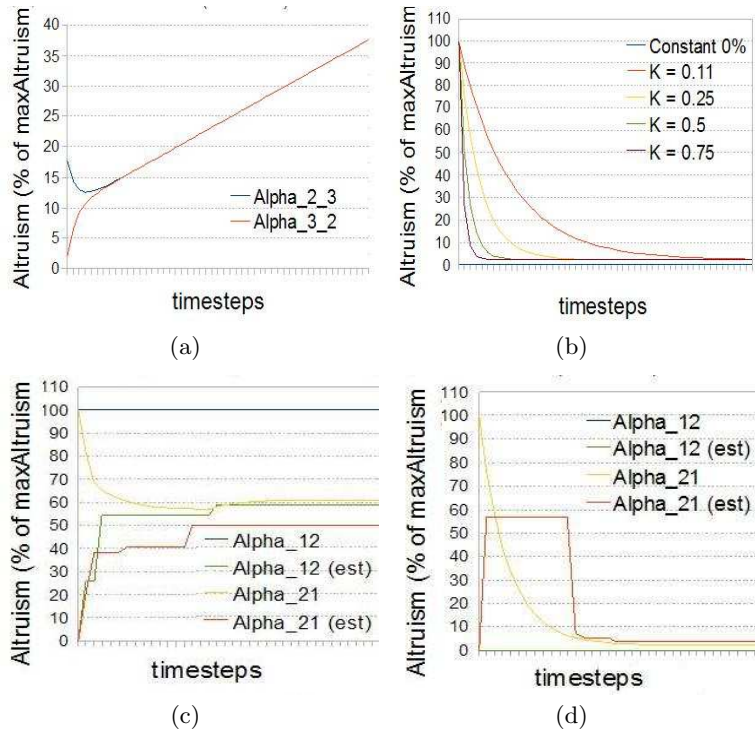 Altruism (% of maxAltruism
40
35
30
25
20
15
10
5
0
Alpha_2_3
Alpha_3_2
timesteps
(a)
Altruism (% of maxAltruism
110
100
90
80
70
60
50
40
30
20
10
0
Constant 0%
K = 0.11
K = 0.25
K = 0.5
K = 0.75
timesteps
(b)
Altruism (% of maxAltruism
110
100
90
80
70
60
50
40
30
20
10
0
Alpha_12
Alpha_12 (est)
Alpha_21
Alpha_21 (est)
timesteps
(c)
Altruism (% of maxAltruism
110
100
90
80
70
60
50
40
30
20
10
0
Alpha_12
Alpha_12 (est)
Alpha_21
Alpha_21 (est)
timesteps
(d)